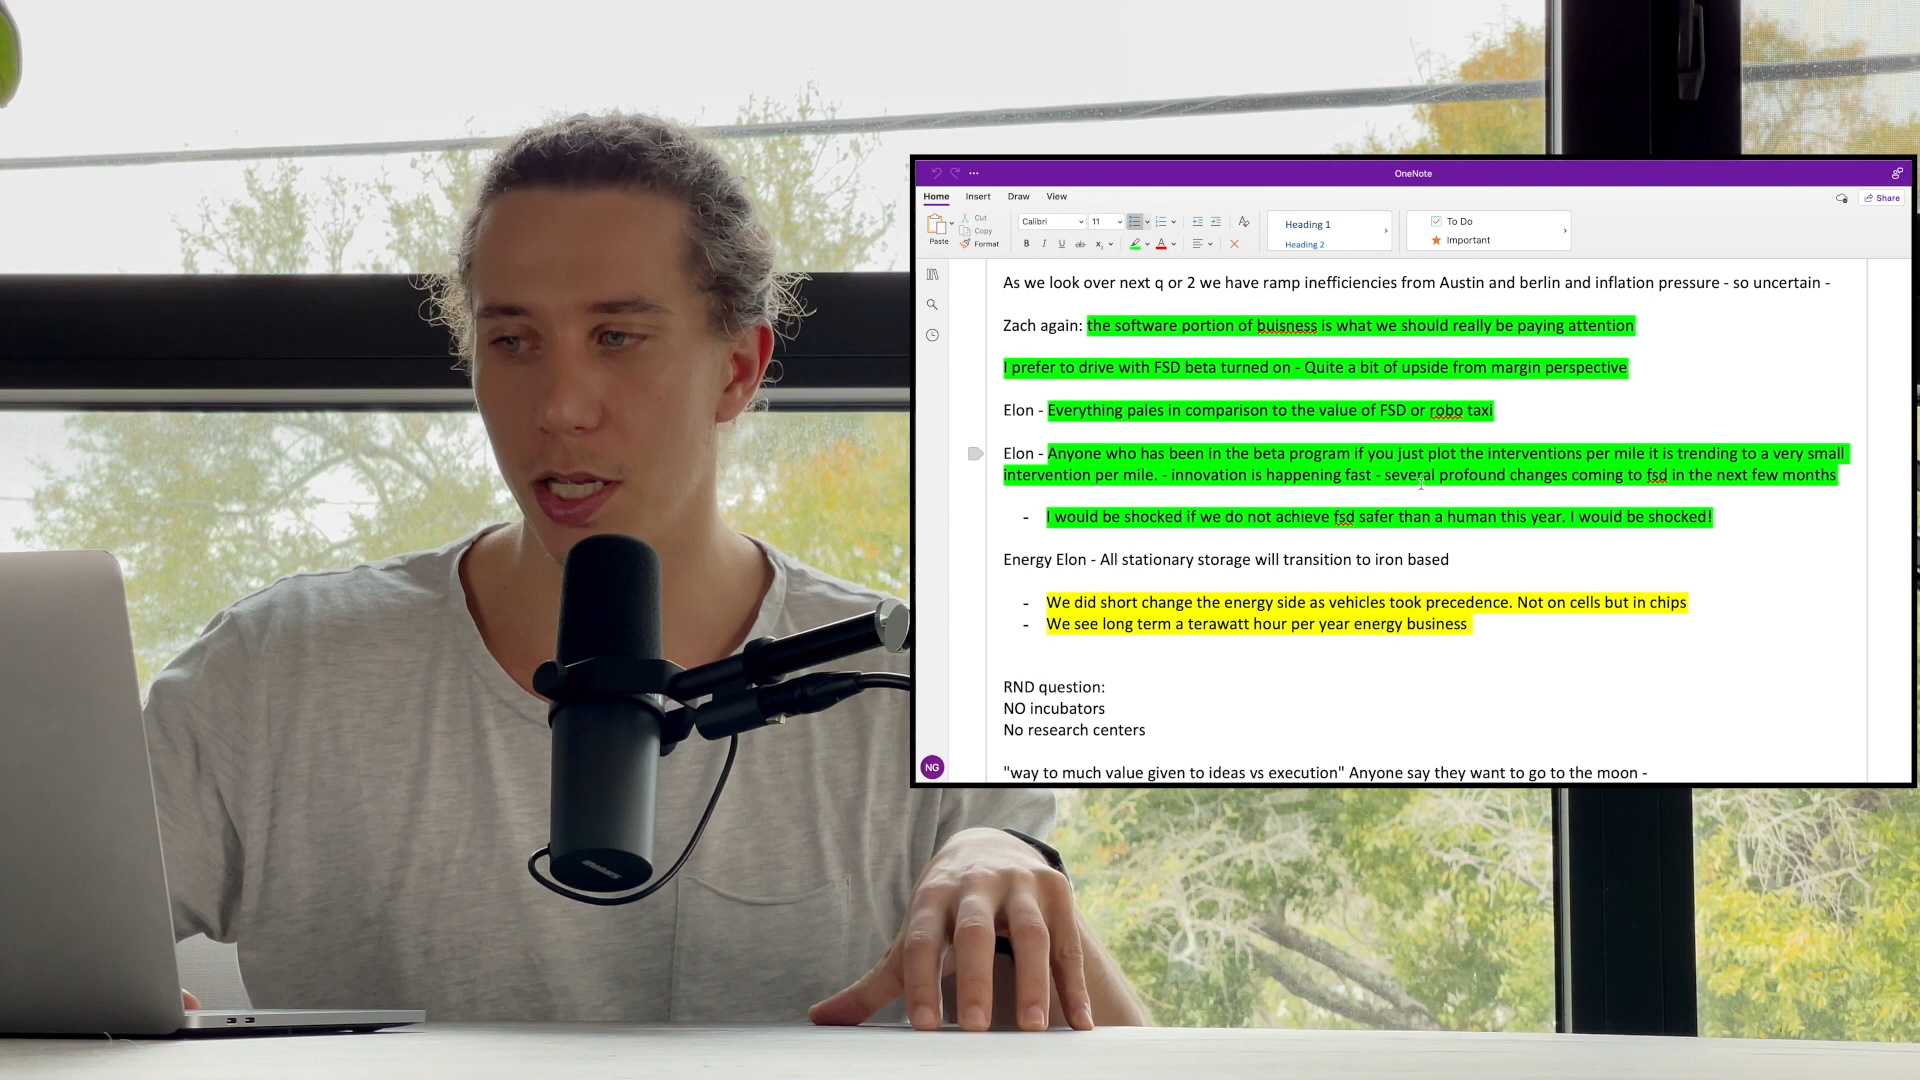 OneNote
Home Insert Draw View
Share
Paste
Cut
Copy
Format
Calibri 11
B I U ab x
A
Heading 1
Heading 2
To Do
Important
As we look over next q or 2 we have ramp inefficiencies from Austin and berlin and inflation pressure - so uncertain -
Zach again: the software portion of buisness is what we should really be paying attention
I prefer to drive with FSD beta turned on - Quite a bit of upside from margin perspective
Elon - Everything pales in comparison to the value of FSD or robo taxi
Elon - Anyone who has been in the beta program if you just plot the interventions per mile it is trending to a very small
intervention per mile. - innovation is happening fast - several profound changes coming to fsd in the next few months
- I would be shocked if we do not achieve fsd safer than a human this year. I would be shocked!
Energy Elon - All stationary storage will transition to iron based
- We did short change the energy side as vehicles took precedence. Not on cells but in chips
- We see long term a terawatt hour per year energy business
RND question:
NO incubators
No research centers
"way to much value given to ideas vs execution" Anyone say they want to go to the moon -
NG